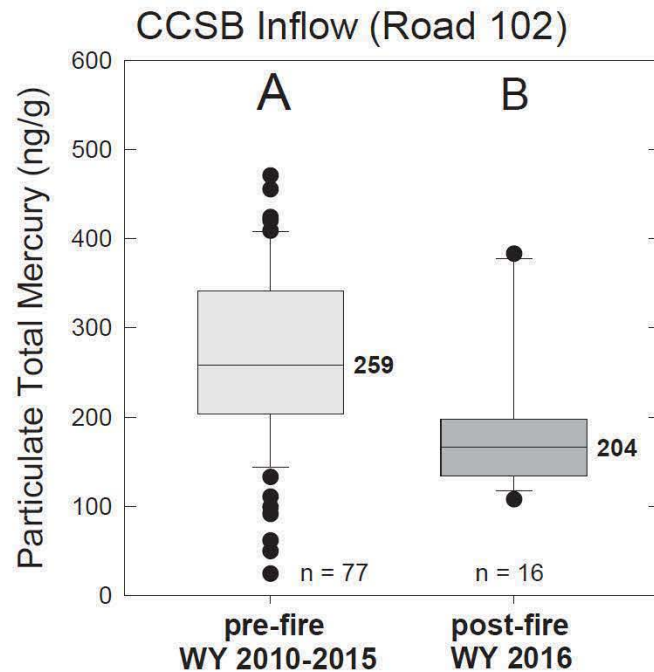 CCSB Inflow (Road 102)
Particulate Total Mercury (ng/g)
600
500
400
300
200
100
0
A
B
259
204
n = 77
n = 16
pre-fire
WY 2010-2015
post-fire
WY 2016